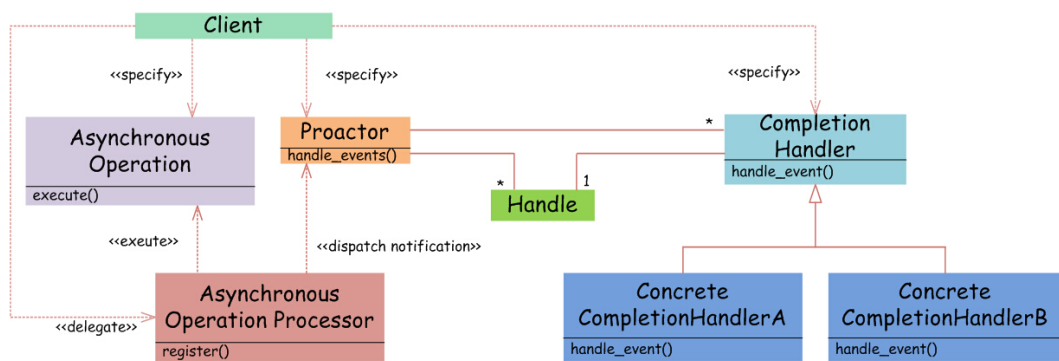 Client
<<specify>>
<<specify>>
<<specify>>
Asynchronous
Operation
execute()
Proactor
handle_events()
*
Completion
Handler
handle_event()
*
1
Handle
<<exeute>>
<<dispatch notification>>
<<delegate>>
Asynchronous
Operation Processor
register()
Concrete
CompletionHandlerA
handle_event()
Concrete
CompletionHandlerB
handle_event()